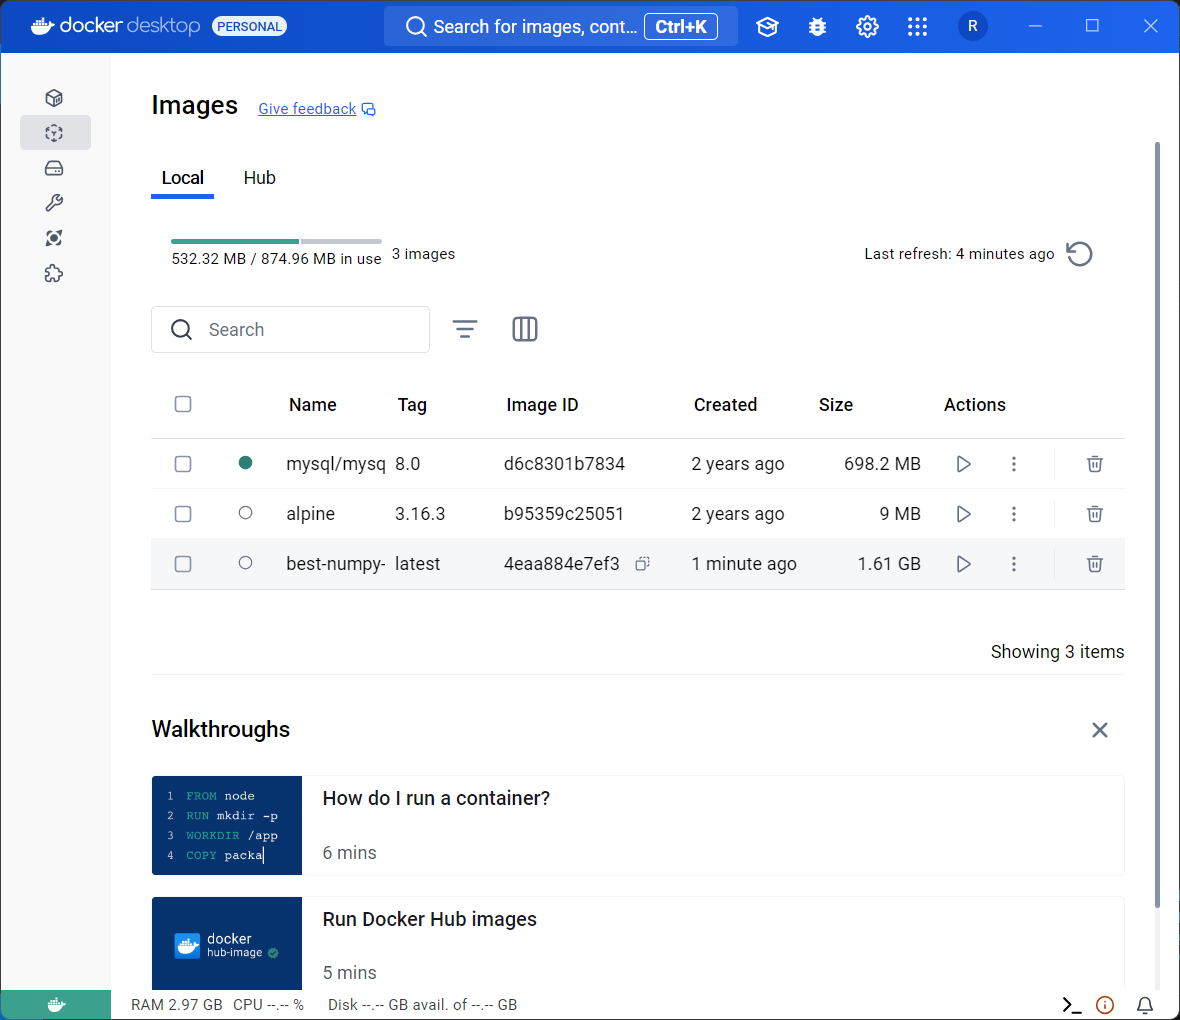 docker desktop PERSONAL
Search for images, cont... Ctrl+K
R
Images Give feedback
Local Hub
532.32 MB / 874.96 MB in use 3 images
Last refresh: 4 minutes ago
Search
Name Tag Image ID Created Size Actions
mysql/mysq 8.0 d6c8301b7834 2 years ago 698.2 MB
alpine 3.16.3 b95359c25051 2 years ago 9 MB
best-numpy- latest 4eaa884e7ef3 1 minute ago 1.61 GB
Showing 3 items
Walkthroughs
1 FROM node
2 RUN mkdir -p
3 WORKDIR /app
4 COPY packa
How do I run a container?
6 mins
docker
hub-image
Run Docker Hub images
5 mins
RAM 2.97 GB CPU --.-- % Disk --.-- GB avail. of --.-- GB